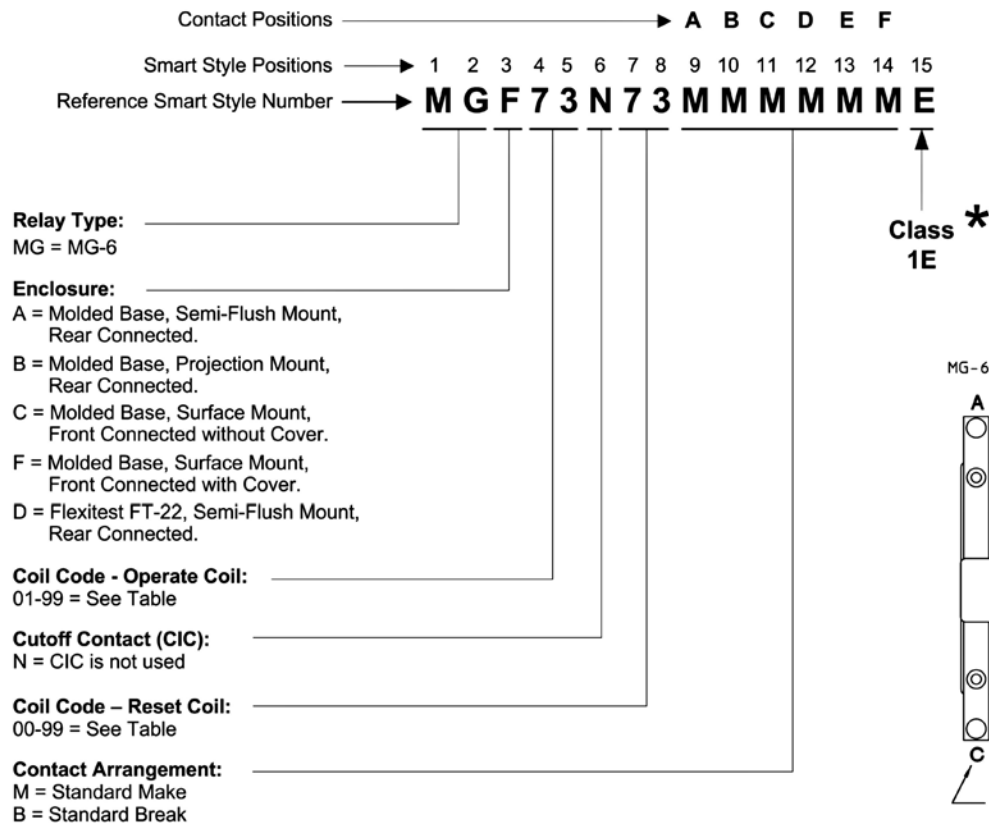 Contact Positions A B C D E F
Smart Style Positions 1 2 3 4 5 6 7 8 9 10 11 12 13 14 15
Reference Smart Style Number M G F 7 3 N 7 3 M M M M M M E
Relay Type:
MG = MG-6
Class *
1E
Enclosure:
A = Molded Base, Semi-Flush Mount,
Rear Connected.
B = Molded Base, Projection Mount,
Rear Connected.
C = Molded Base, Surface Mount,
Front Connected without Cover.
F = Molded Base, Surface Mount,
Front Connected with Cover.
D = Flexitest FT-22, Semi-Flush Mount,
Rear Connected.
MG-6
A
C
Coil Code - Operate Coil:
01-99 = See Table
Cutoff Contact (CIC):
N = CIC is not used
Coil Code – Reset Coil:
00-99 = See Table
Contact Arrangement:
M = Standard Make
B = Standard Break